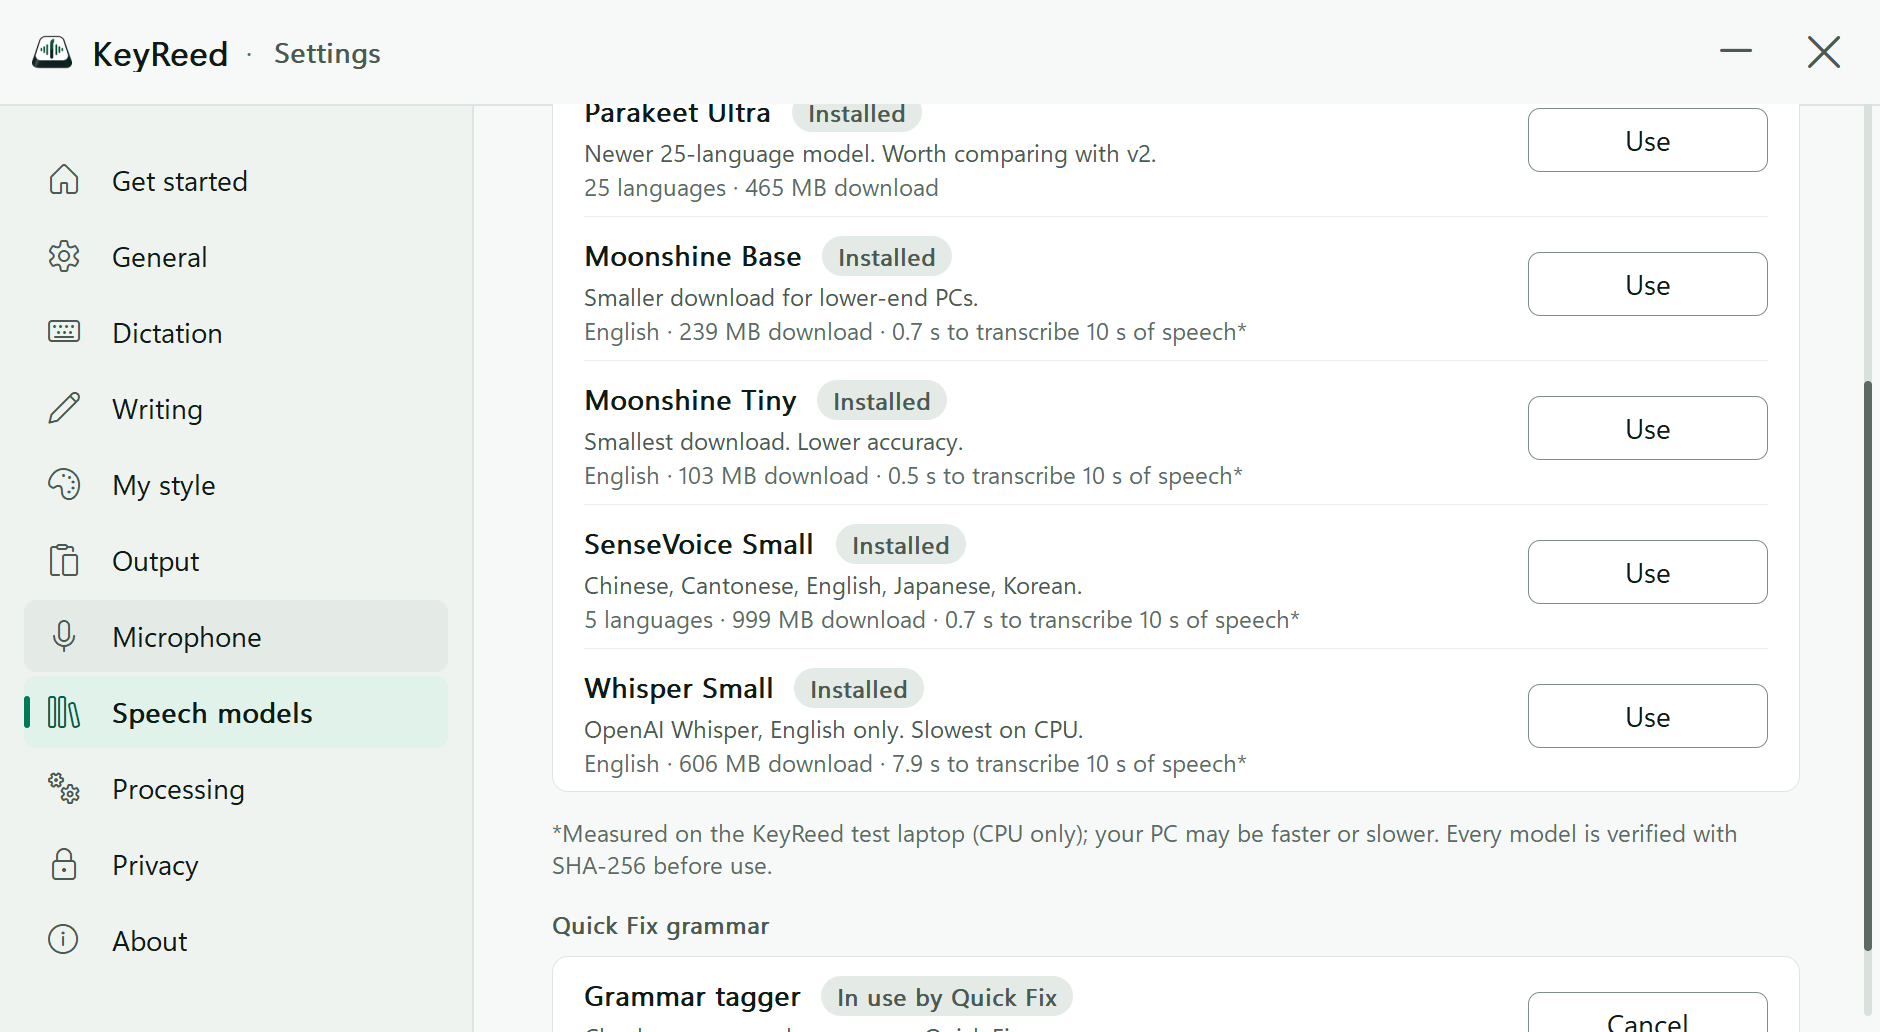 KeyReed · Settings
Get started
General
Dictation
Writing
My style
Output
Microphone
Speech models
Processing
Privacy
About
Parakeet Ultra Installed
Newer 25-language model. Worth comparing with v2.
25 languages · 465 MB download
Use
Moonshine Base Installed
Smaller download for lower-end PCs.
English · 239 MB download · 0.7 s to transcribe 10 s of speech*
Use
Moonshine Tiny Installed
Smallest download. Lower accuracy.
English · 103 MB download · 0.5 s to transcribe 10 s of speech*
Use
SenseVoice Small Installed
Chinese, Cantonese, English, Japanese, Korean.
5 languages · 999 MB download · 0.7 s to transcribe 10 s of speech*
Use
Whisper Small Installed
OpenAI Whisper, English only. Slowest on CPU.
English · 606 MB download · 7.9 s to transcribe 10 s of speech*
Use
*Measured on the KeyReed test laptop (CPU only); your PC may be faster or slower. Every model is verified with
SHA-256 before use.
Quick Fix grammar
Grammar tagger In use by Quick Fix
Cancel